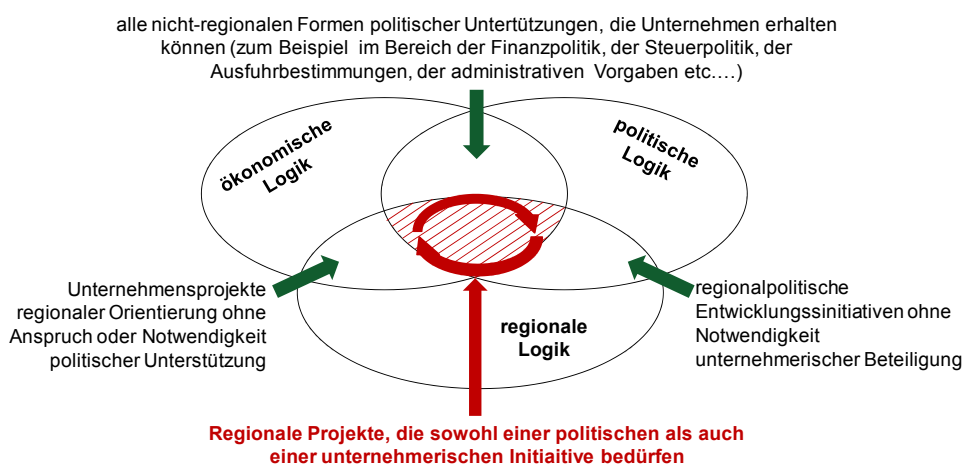 alle nicht-regionalen Formen politischer Untertützungen, die Unternehmen erhalten
können (zum Beispiel im Bereich der Finanzpolitik, der Steuerpolitik, der
Ausfuhrbestimmungen, der administrativen Vorgaben etc.…)
ökonomische
Logik
politische
Logik
Unternehmensprojekte
regionaler Orientierung ohne
Anspruch oder Notwendigkeit
politischer Unterstützung
regionale
Logik
regionalpolitische
Entwicklungsinitiativen ohne
Notwendigkeit
unternehmerischer Beteiligung
Regionale Projekte, die sowohl einer politischen als auch
einer unternehmerischen Initiaitive bedürfen